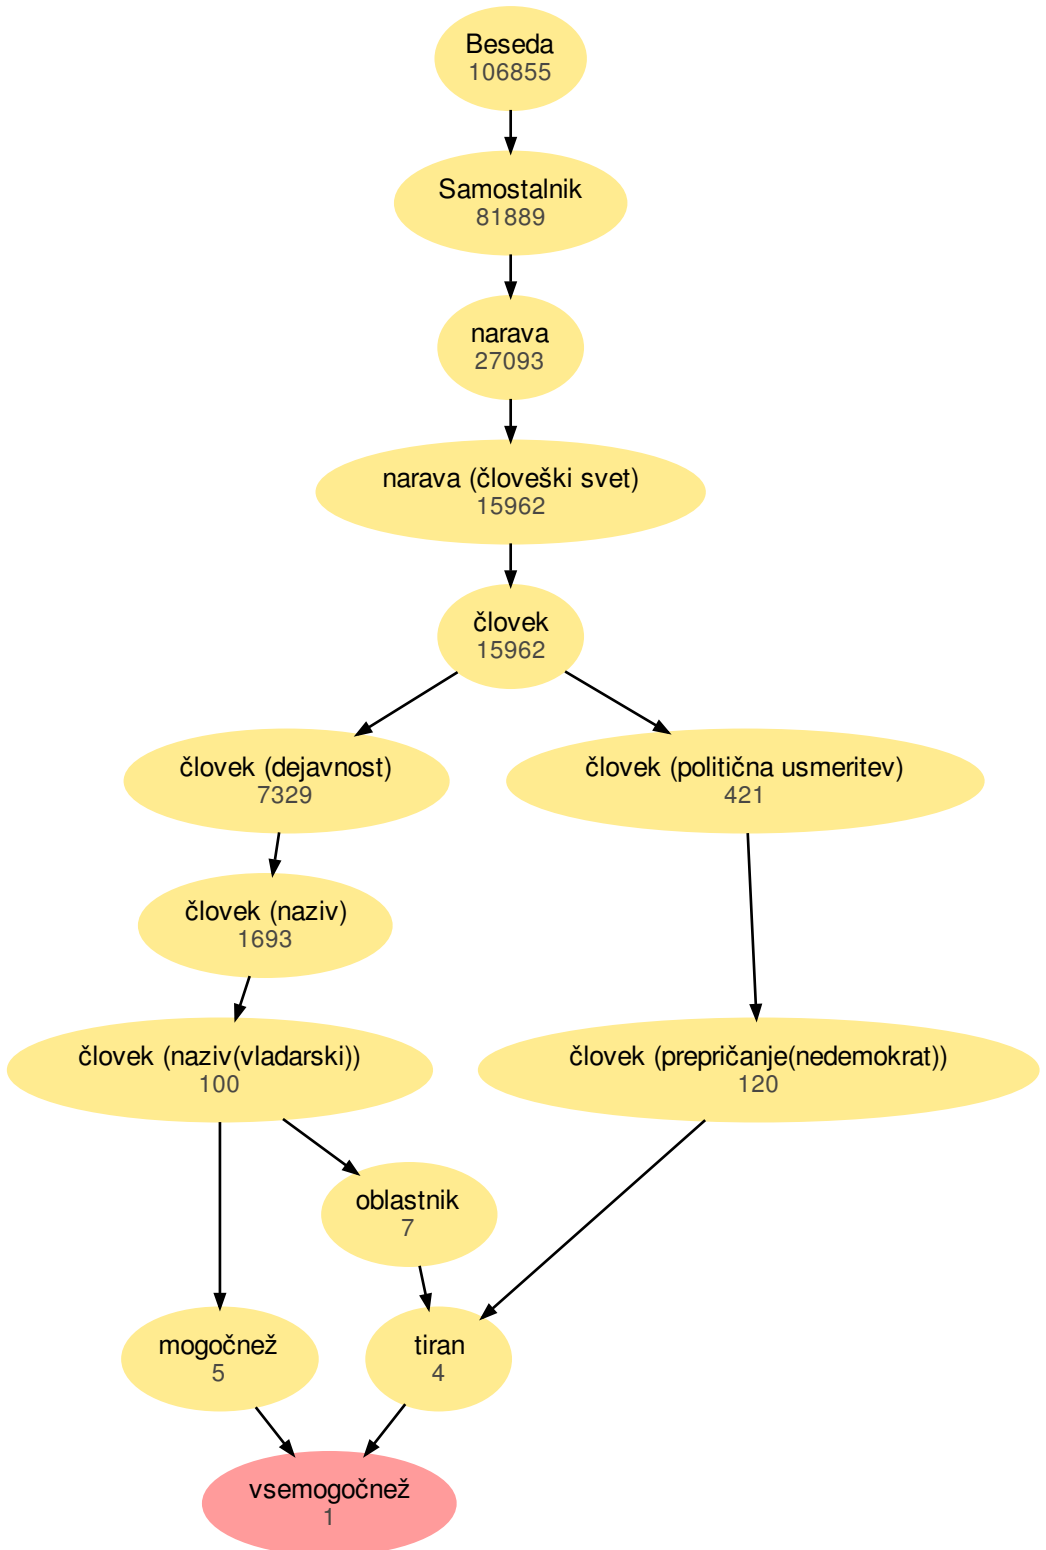 Beseda
106855
Samostalnik
81889
narava
27093
narava (človeški svet)
15962
človek
15962
človek (dejavnost)
7329
človek (politična usmeritev)
421
človek (naziv)
1693
človek (naziv(vladarski))
100
človek (prepričanje(nedemokrat))
120
oblastnik
7
mogočnež
5
tiran
4
vsemogočnež
1